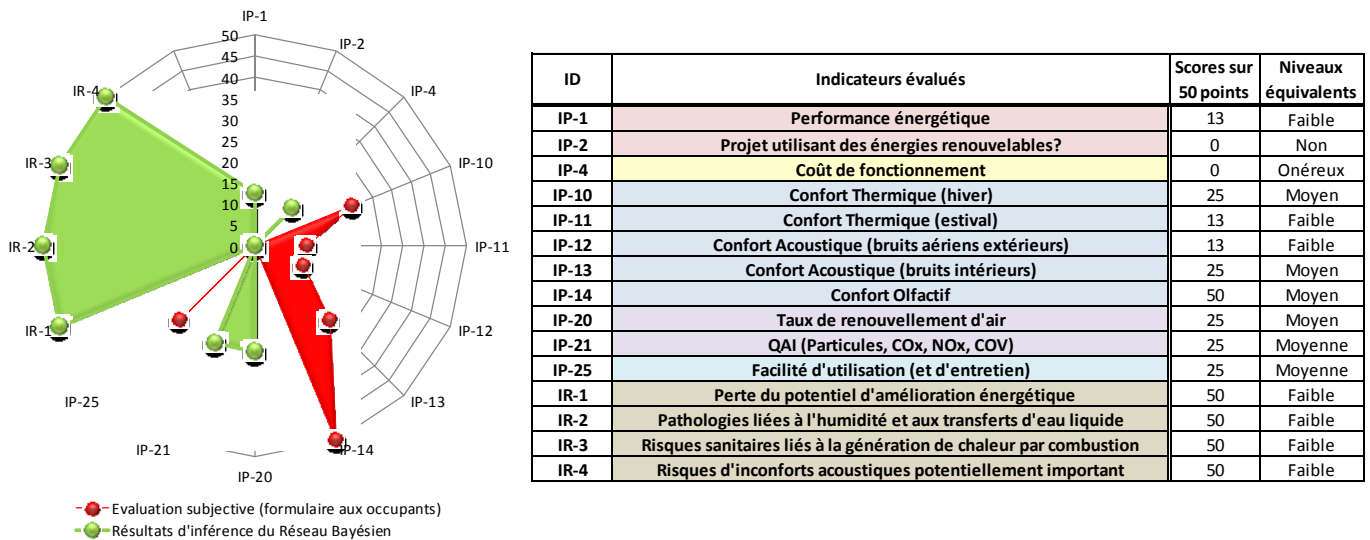 IP-1
IP-2
IP-4
IP-10
IP-11
IP-12
IP-13
IP-14
IP-20
IP-21
IP-25
IR-1
IR-2
IR-3
IR-4
50
45
40
35
30
25
20
15
10
5
0
Evaluation subjective (formulaire aux occupants)
Résultats d'inférence du Réseau Bayésien
ID Indicateurs évalués Scores sur 50 points Niveaux équivalents
IP-1 Performance énergétique 13 Faible
IP-2 Projet utilisant des énergies renouvelables? 0 Non
IP-4 Coût de fonctionnement 0 Onéreux
IP-10 Confort Thermique (hiver) 25 Moyen
IP-11 Confort Thermique (estival) 13 Faible
IP-12 Confort Acoustique (bruits aériens extérieurs) 13 Faible
IP-13 Confort Acoustique (bruits intérieurs) 25 Moyen
IP-14 Confort Olfactif 50 Moyen
IP-20 Taux de renouvellement d'air 25 Moyen
IP-21 QAI (Particules, COx, NOx, COV) 25 Moyenne
IP-25 Facilité d'utilisation (et d'entretien) 25 Moyenne
IR-1 Perte du potentiel d'amélioration énergétique 50 Faible
IR-2 Pathologies liées à l'humidité et aux transferts d'eau liquide 50 Faible
IR-3 Risques sanitaires liés à la génération de chaleur par combustion 50 Faible
IR-4 Risques d'inconforts acoustiques potentiellement important 50 Faible